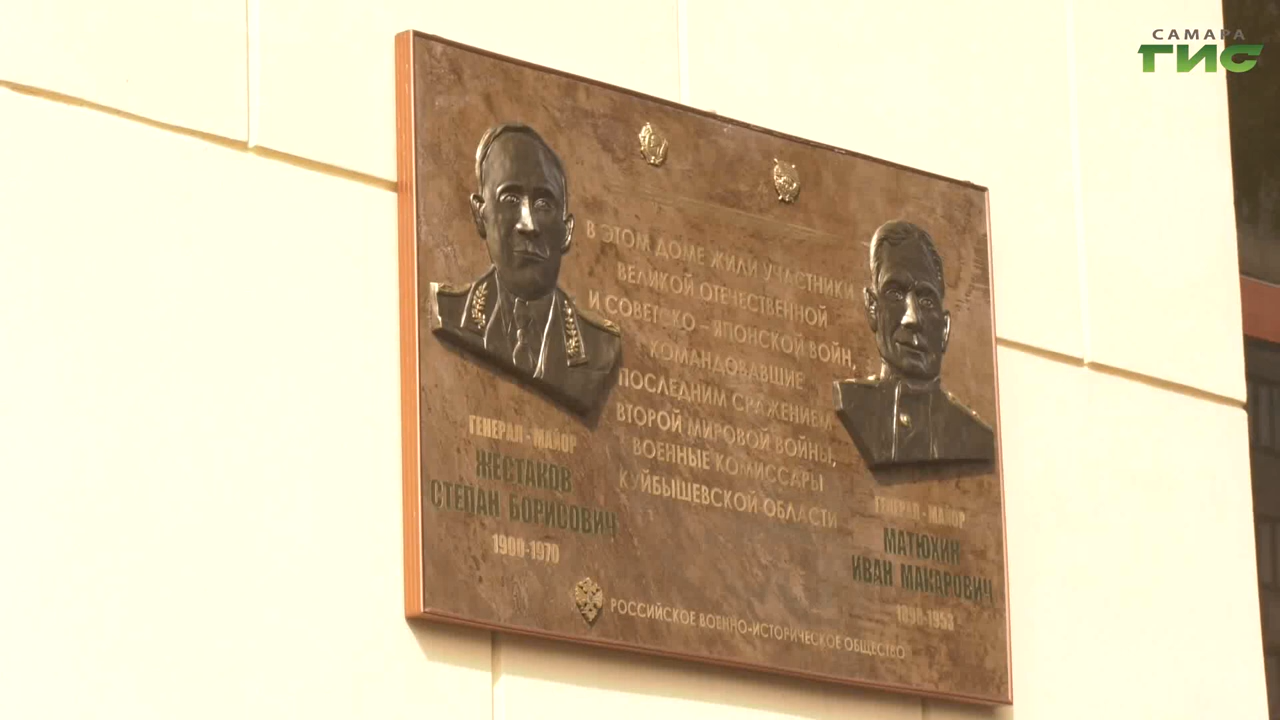 САМАРА
ГИС
В ЭТОМ ДОМЕ ЖИЛИ УЧАСТНИКИ
ВЕЛИКОЙ ОТЕЧЕСТВЕННОЙ
И СОВЕТСКО – ЯПОНСКОЙ ВОЙН,
КОМАНДОВАВШИЕ
ПОСЛЕДНИМ СРАЖЕНИЕМ
ВТОРОЙ МИРОВОЙ ВОЙНЫ,
ВОЕННЫЕ КОМИССАРЫ
КУЙБЫШЕВСКОЙ ОБЛАСТИ
ГЕНЕРАЛ - МАЙОР
ЖЕСТАКОВ
СТЕПАН БОРИСОВИЧ
1900-1970
ГЕНЕРАЛ - МАЙОР
МАТЮХИН
ИВАН МАКАРОВИЧ
РОССИЙСКОЕ ВОЕННО-ИСТОРИЧЕСКОЕ ОБЩЕСТВО